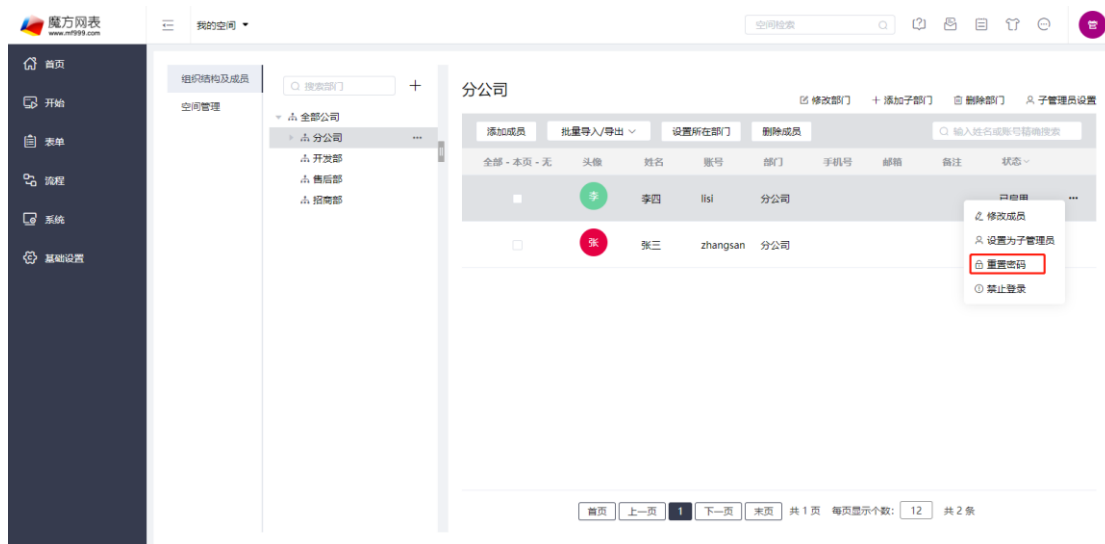 魔方网表
www.mf999.com
我的空间
空间检索
管
首页
开始
表单
流程
系统
基础设置
组织结构及成员
空间管理
搜索部门
全部公司
分公司
开发部
售后部
招商部
分公司
修改部门 添加子部门 删除部门 子管理员设置
添加成员 批量导入/导出 设置所在部门 删除成员 输入姓名或账号精确搜索
全部 - 本页 - 无 头像 姓名 账号 部门 手机号 邮箱 备注 状态
李 李四 lisi 分公司 已启用
张 张三 zhangsan 分公司
修改成员
设置为子管理员
重置密码
禁止登录
首页 上一页 1 下一页 末页 共 1 页 每页显示个数: 12 共 2 条